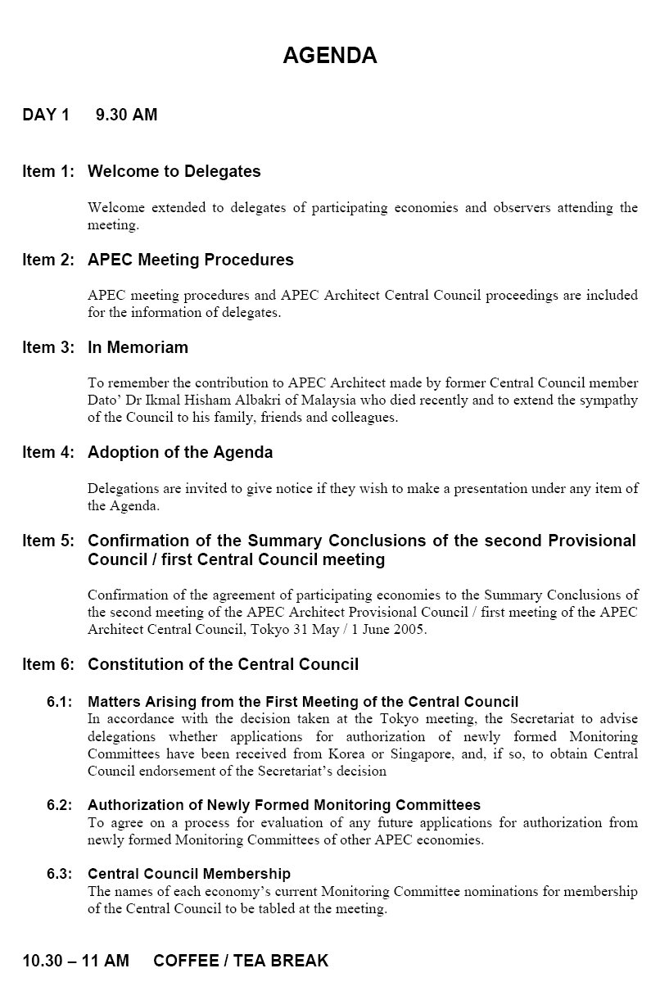 AGENDA
DAY 1 9.30 AM
Item 1: Welcome to Delegates
Welcome extended to delegates of participating economies and observers attending the
meeting.
Item 2: APEC Meeting Procedures
APEC meeting procedures and APEC Architect Central Council proceedings are included
for the information of delegates.
Item 3: In Memoriam
To remember the contribution to APEC Architect made by former Central Council member
Dato’ Dr Ikmal Hisham Albakri of Malaysia who died recently and to extend the sympathy
of the Council to his family, friends and colleagues.
Item 4: Adoption of the Agenda
Delegations are invited to give notice if they wish to make a presentation under any item of
the Agenda.
Item 5: Confirmation of the Summary Conclusions of the second Provisional
Council / first Central Council meeting
Confirmation of the agreement of participating economies to the Summary Conclusions of
the second meeting of the APEC Architect Provisional Council / first meeting of the APEC
Architect Central Council, Tokyo 31 May / 1 June 2005.
Item 6: Constitution of the Central Council
6.1: Matters Arising from the First Meeting of the Central Council
In accordance with the decision taken at the Tokyo meeting, the Secretariat to advise
delegations whether applications for authorization of newly formed Monitoring
Committees have been received from Korea or Singapore, and, if so, to obtain Central
Council endorsement of the Secretariat’s decision
6.2: Authorization of Newly Formed Monitoring Committees
To agree on a process for evaluation of any future applications for authorization from
newly formed Monitoring Committees of other APEC economies.
6.3: Central Council Membership
The names of each economy’s current Monitoring Committee nominations for membership
of the Central Council to be tabled at the meeting.
10.30 – 11 AM COFFEE / TEA BREAK